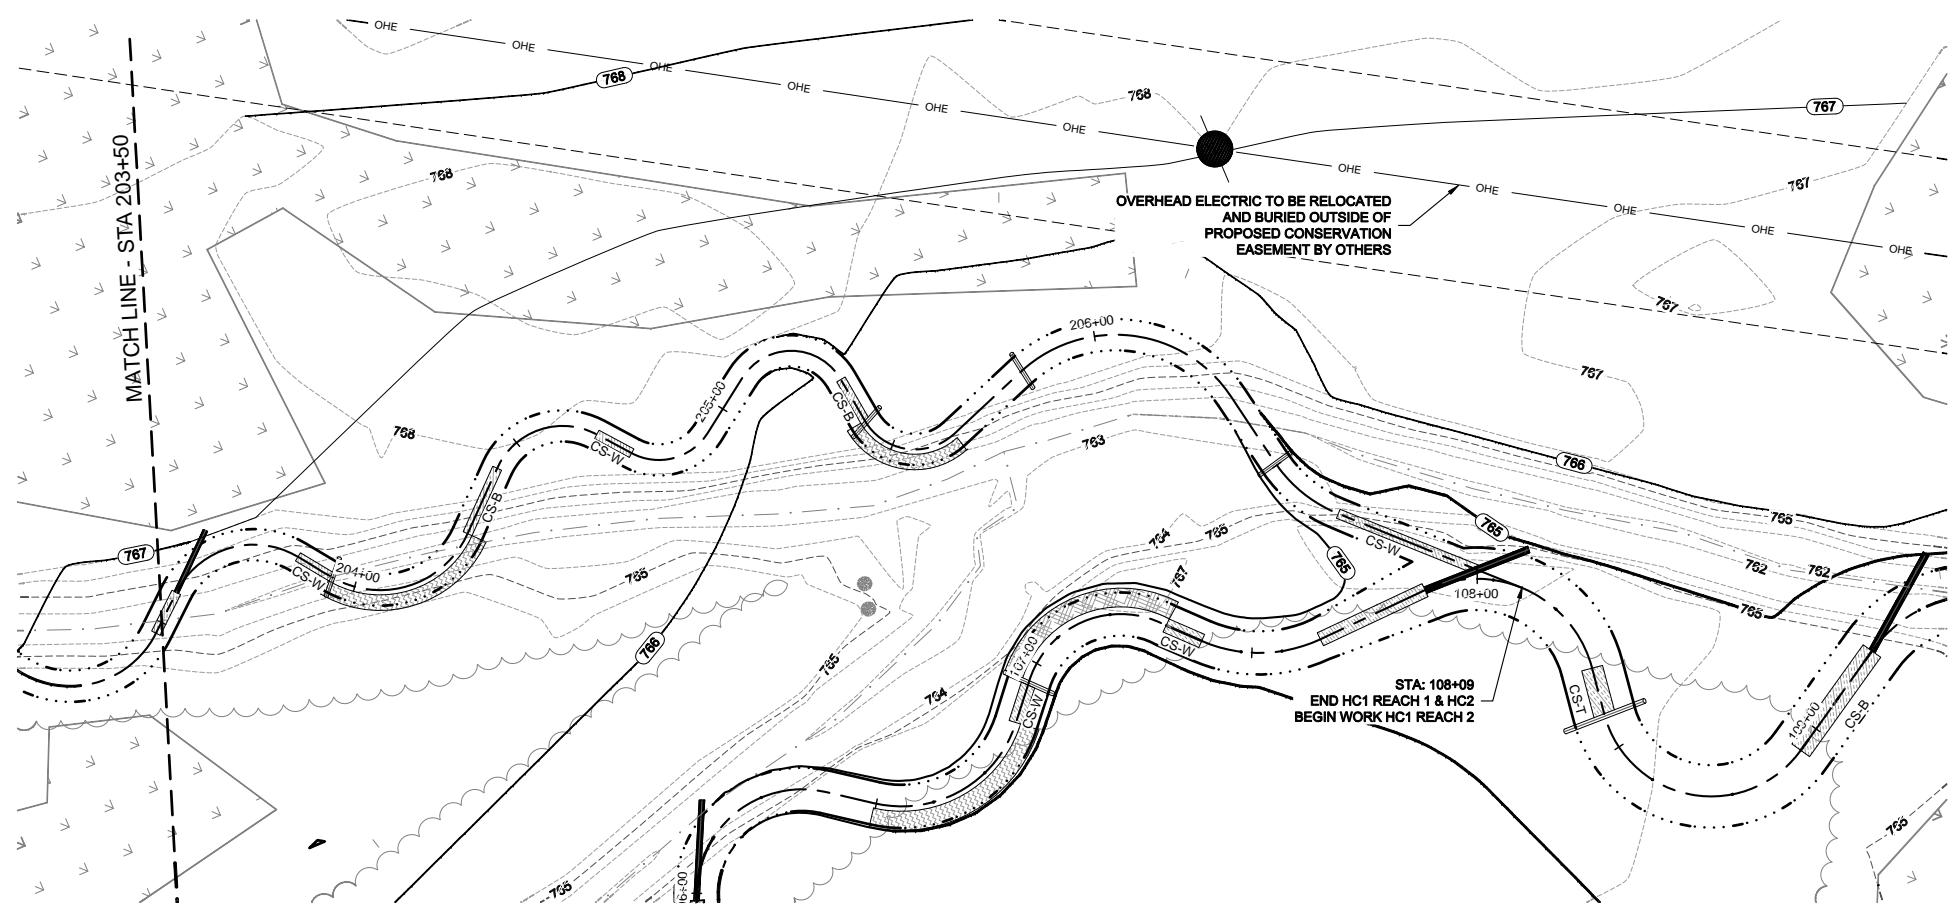 OHE
OHE
OHE
768
OHE
OHE
768
OHE
767
OHE
MATCH LINE - STA 203+50
768
OHE
767
OHE
OVERHEAD ELECTRIC TO BE RELOCATED
AND BURIED OUTSIDE OF
PROPOSED CONSERVATION
EASEMENT BY OTHERS
OHE
OHE
OHE
767
206+00
767
205+00
CS-B
768
CS-W
763
766
CS-B
765
765
764
765
CS-W
767
765
762
762
CS-W
204+00
765
767
108+00
765
766
CS-W
107+00
765
STA: 108+09
END HC1 REACH 1 & HC2
BEGIN WORK HC1 REACH 2
764
CS-W
CS-T
109+00
CS-B
765
765